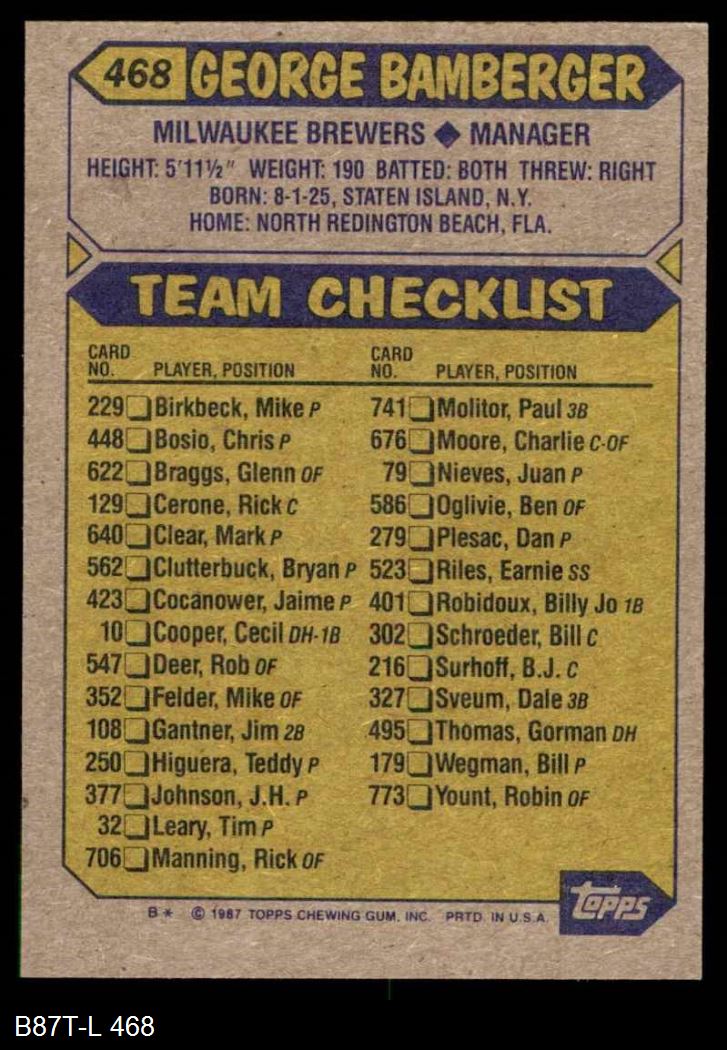 468 GEORGE BAMBERGER
MILWAUKEE BREWERS ◆ MANAGER
HEIGHT: 5'11½" WEIGHT: 190 BATTED: BOTH THREW: RIGHT
BORN: 8-1-25, STATEN ISLAND, N.Y.
HOME: NORTH REDINGTON BEACH, FLA.
TEAM CHECKLIST
CARD
NO. PLAYER, POSITION
229 Birkbeck, Mike P
448 Bosio, Chris P
622 Braggs, Glenn OF
129 Cerone, Rick C
640 Clear, Mark P
562 Clutterbuck, Bryan P
423 Cocanower, Jaime P
10 Cooper, Cecil DH-1B
547 Deer, Rob OF
352 Felder, Mike OF
108 Gantner, Jim 2B
250 Higuera, Teddy P
377 Johnson, J.H. P
32 Leary, Tim P
706 Manning, Rick OF
CARD
NO. PLAYER, POSITION
741 Molitor, Paul 3B
676 Moore, Charlie C-OF
79 Nieves, Juan P
586 Oglivie, Ben OF
279 Plesac, Dan P
523 Riles, Earnie SS
401 Robidoux, Billy Jo 1B
302 Schroeder, Bill C
216 Surhoff, B.J. C
327 Sveum, Dale 3B
495 Thomas, Gorman DH
179 Wegman, Bill P
773 Yount, Robin OF
B* © 1987 TOPPS CHEWING GUM, INC. PRTD. IN U.S.A.
Topps
B87T-L 468